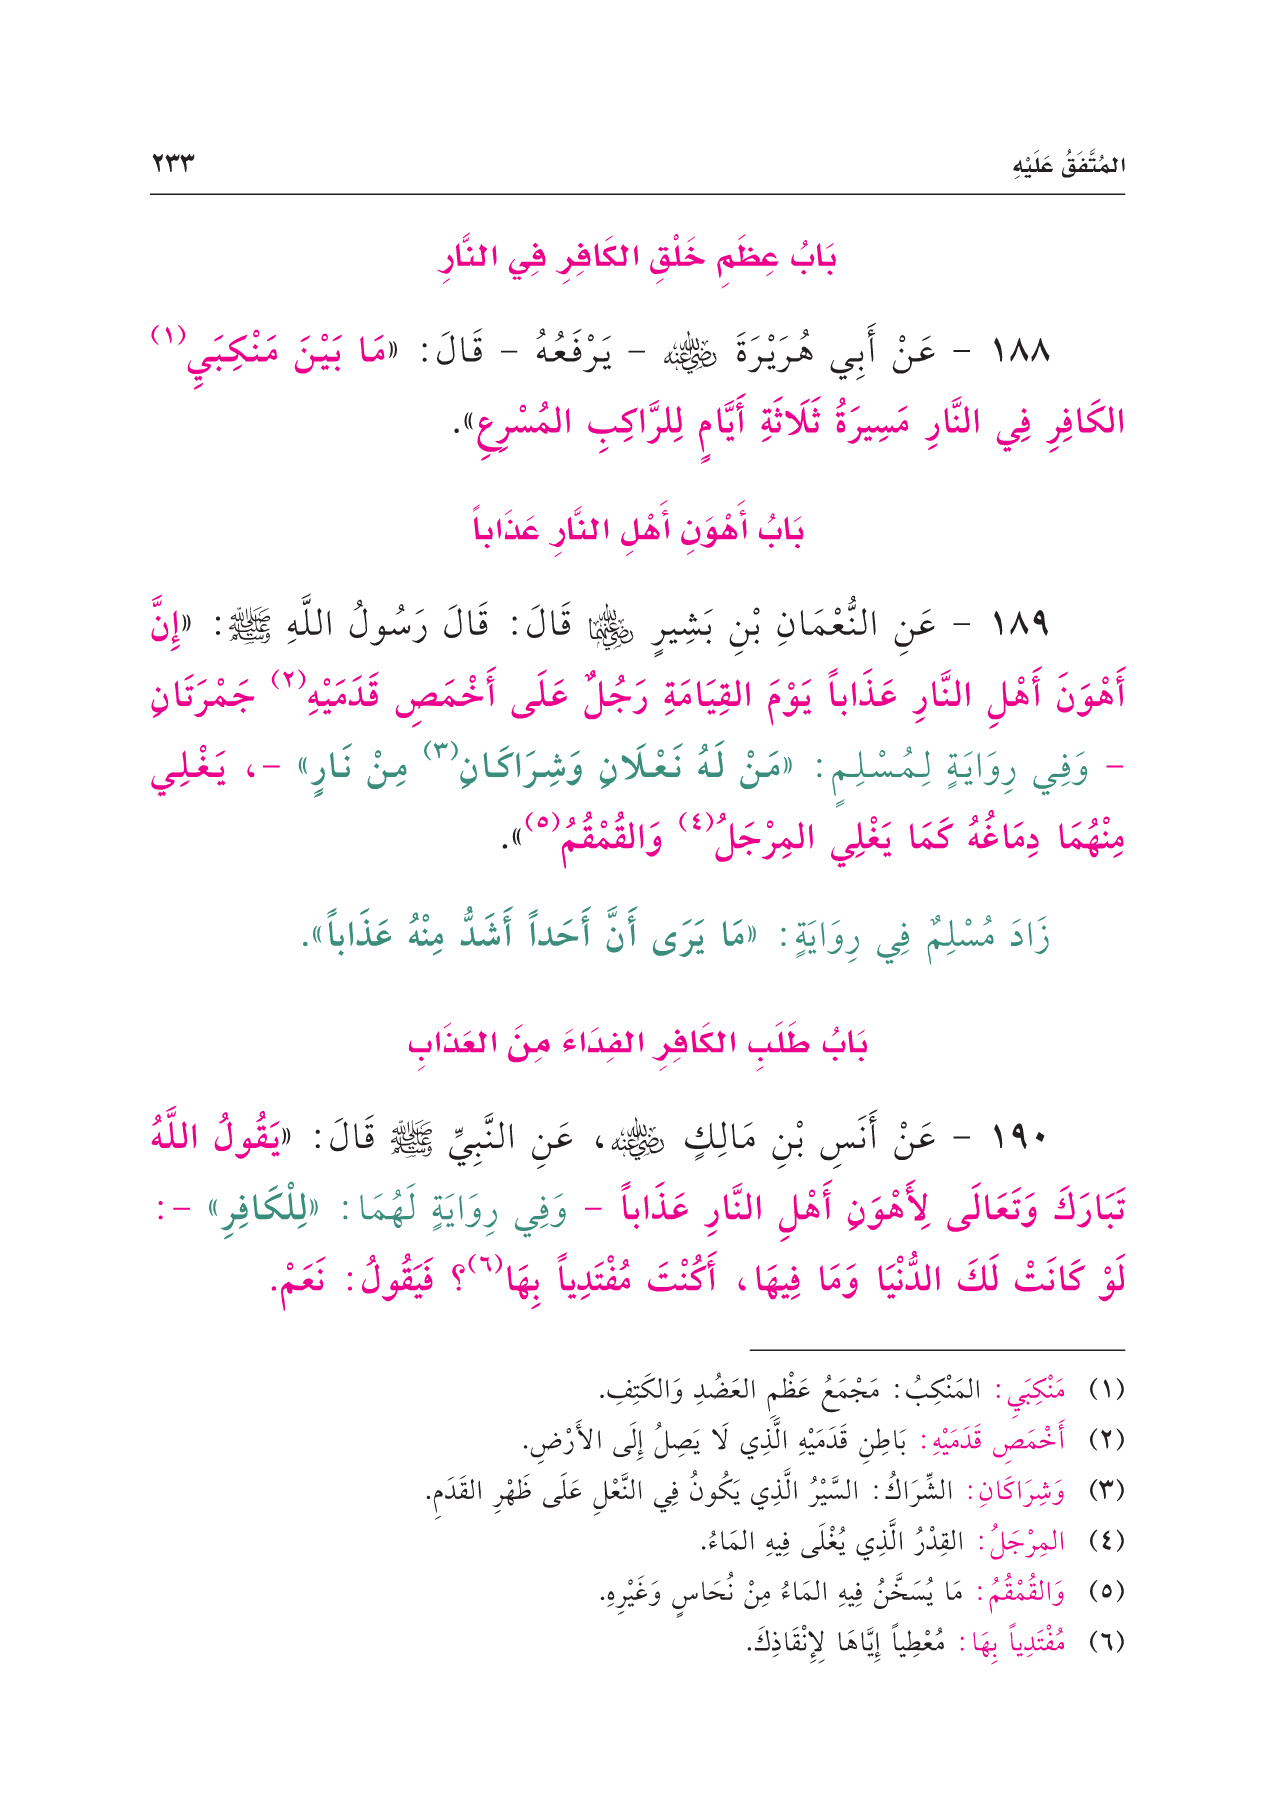 المُتَّفَقُ عَلَيْهِ ٢٣٣
بَابُ عِظَمِ خَلْقِ الكَافِرِ فِي النَّارِ
١٨٨ - عَنْ أَبِي هُرَيْرَةَ رضي الله عنه - يَرْفَعُهُ - قَالَ: «مَا بَيْنَ مَنْكِبَيِ(١)
الكَافِرِ فِي النَّارِ مَسِيرَةُ ثَلَاثَةِ أَيَّامٍ لِلرَّاكِبِ المُسْرِعِ».
بَابُ أَهْوَنِ أَهْلِ النَّارِ عَذَاباً
١٨٩ - عَنِ النُّعْمَانِ بْنِ بَشِيرٍ رضي الله عنهما قَالَ: قَالَ رَسُولُ اللَّهِ ﷺ: «إِنَّ
أَهْوَنَ أَهْلِ النَّارِ عَذَاباً يَوْمَ القِيَامَةِ رَجُلٌ عَلَى أَخْمَصِ قَدَمَيْهِ(٢) جَمْرَتَانِ
- وَفِي رِوَايَةٍ لِمُسْلِمٍ: «مَنْ لَهُ نَعْلَانِ وَشِرَاكَانِ(٣) مِنْ نَارٍ» -، يَغْلِي
مِنْهُمَا دِمَاغُهُ كَمَا يَغْلِي المِرْجَلُ(٤) وَالقُمْقُمُ(٥)».
زَادَ مُسْلِمٌ فِي رِوَايَةٍ: «مَا يَرَى أَنَّ أَحَداً أَشَدُّ مِنْهُ عَذَاباً».
بَابُ طَلَبِ الكَافِرِ الفِدَاءَ مِنَ العَذَابِ
١٩٠ - عَنْ أَنَسِ بْنِ مَالِكٍ رضي الله عنه، عَنِ النَّبِيِّ ﷺ قَالَ: «يَقُولُ اللَّهُ
تَبَارَكَ وَتَعَالَى لِأَهْوَنِ أَهْلِ النَّارِ عَذَاباً - وَفِي رِوَايَةٍ لَهُمَا: «لِلْكَافِرِ» -:
لَوْ كَانَتْ لَكَ الدُّنْيَا وَمَا فِيهَا، أَكُنْتَ مُفْتَدِياً بِهَا(٦)؟ فَيَقُولُ: نَعَمْ.
(١) مَنْكِبَيِ: المَنْكِبُ: مَجْمَعُ عَظْمِ العَضُدِ وَالكَتِفِ.
(٢) أَخْمَصِ قَدَمَيْهِ: بَاطِنِ قَدَمَيْهِ الَّذِي لَا يَصِلُ إِلَى الأَرْضِ.
(٣) وَشِرَاكَانِ: الشِّرَاكُ: السَّيْرُ الَّذِي يَكُونُ فِي النَّعْلِ عَلَى ظَهْرِ القَدَمِ.
(٤) المِرْجَلُ: القِدْرُ الَّذِي يُغْلَى فِيهِ المَاءُ.
(٥) وَالقُمْقُمُ: مَا يُسَخَّنُ فِيهِ المَاءُ مِنْ نُحَاسٍ وَغَيْرِهِ.
(٦) مُفْتَدِياً بِهَا: مُعْطِياً إِيَّاهَا لِإِنْقَاذِكَ.